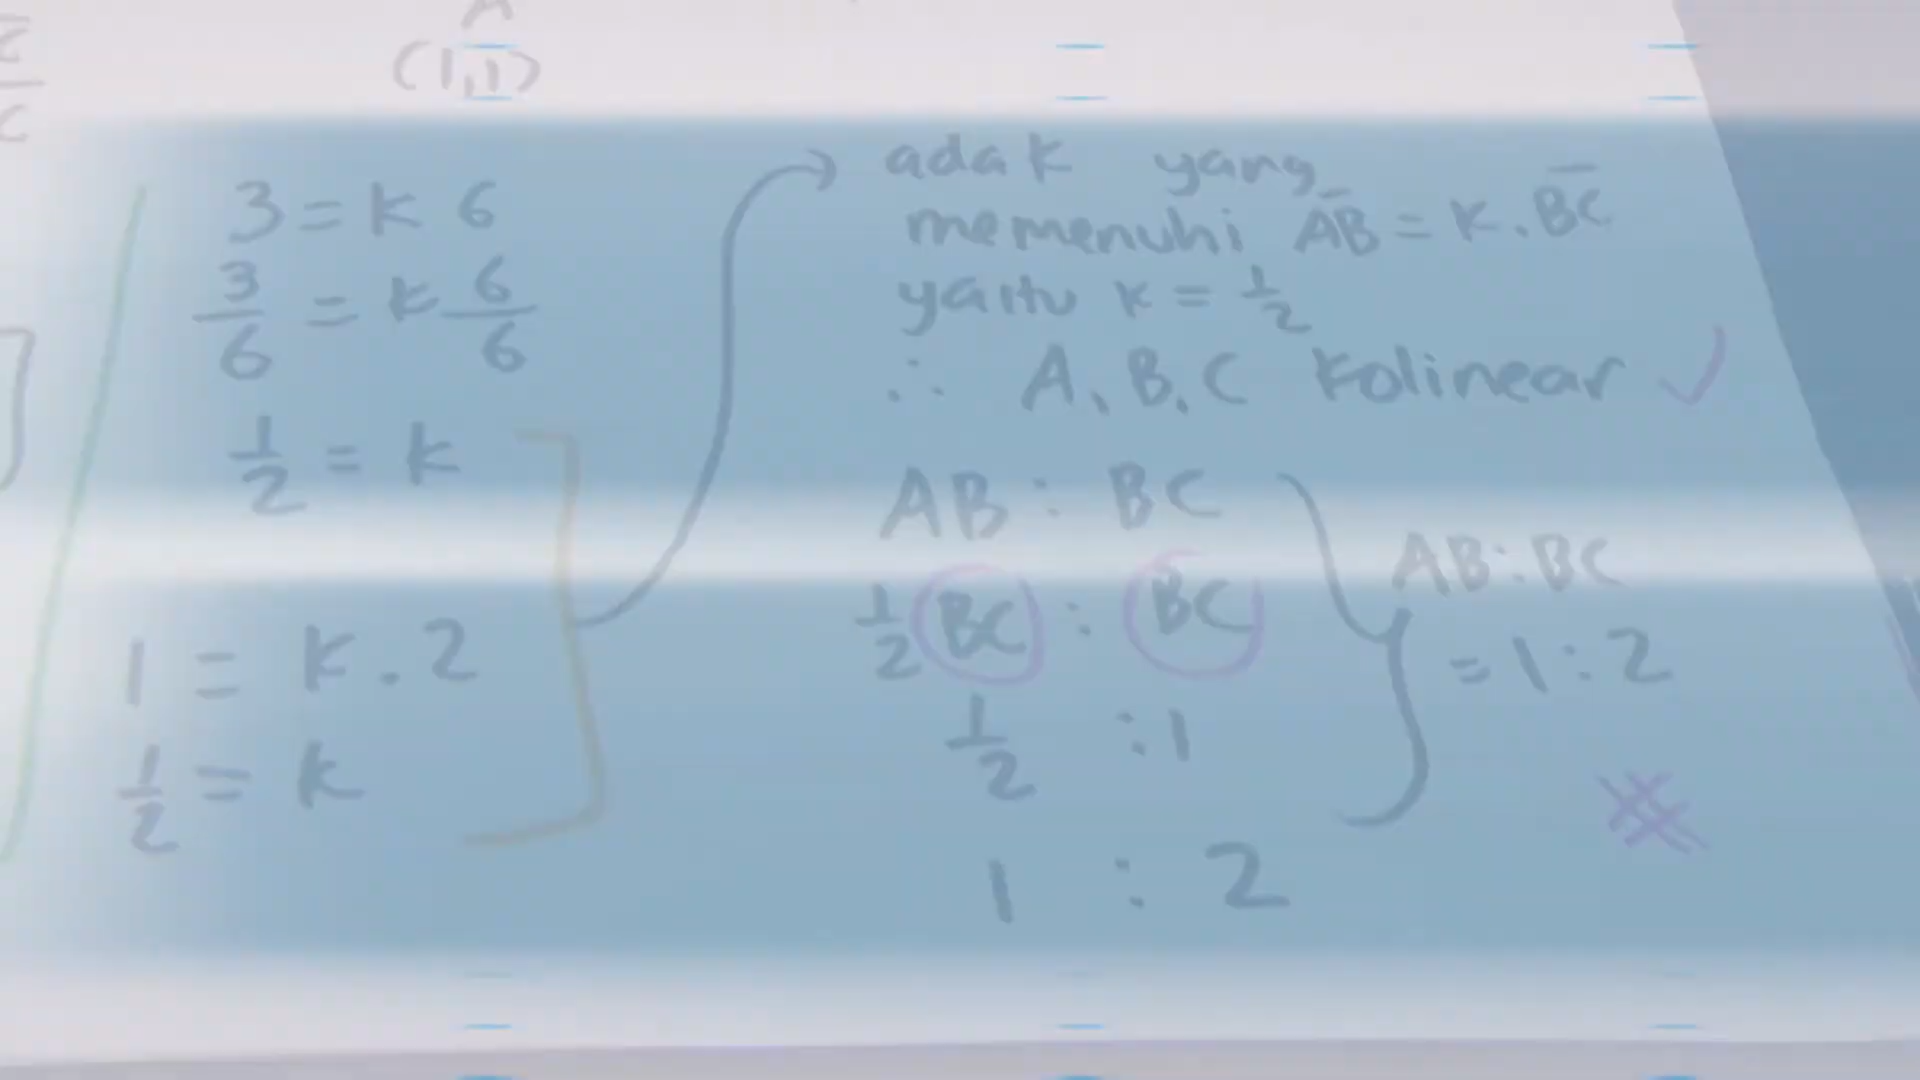 A
(1,1)
3 = k 6
3/6 = k 6/6
1/2 = k
1 = k . 2
1/2 = k
ada k yang
memenuhi AB = k . BC
yaitu k = 1/2
∴ A, B, C kolinear ✓
AB : BC
1/2 BC : BC
1/2 : 1
1 : 2
AB : BC
= 1 : 2